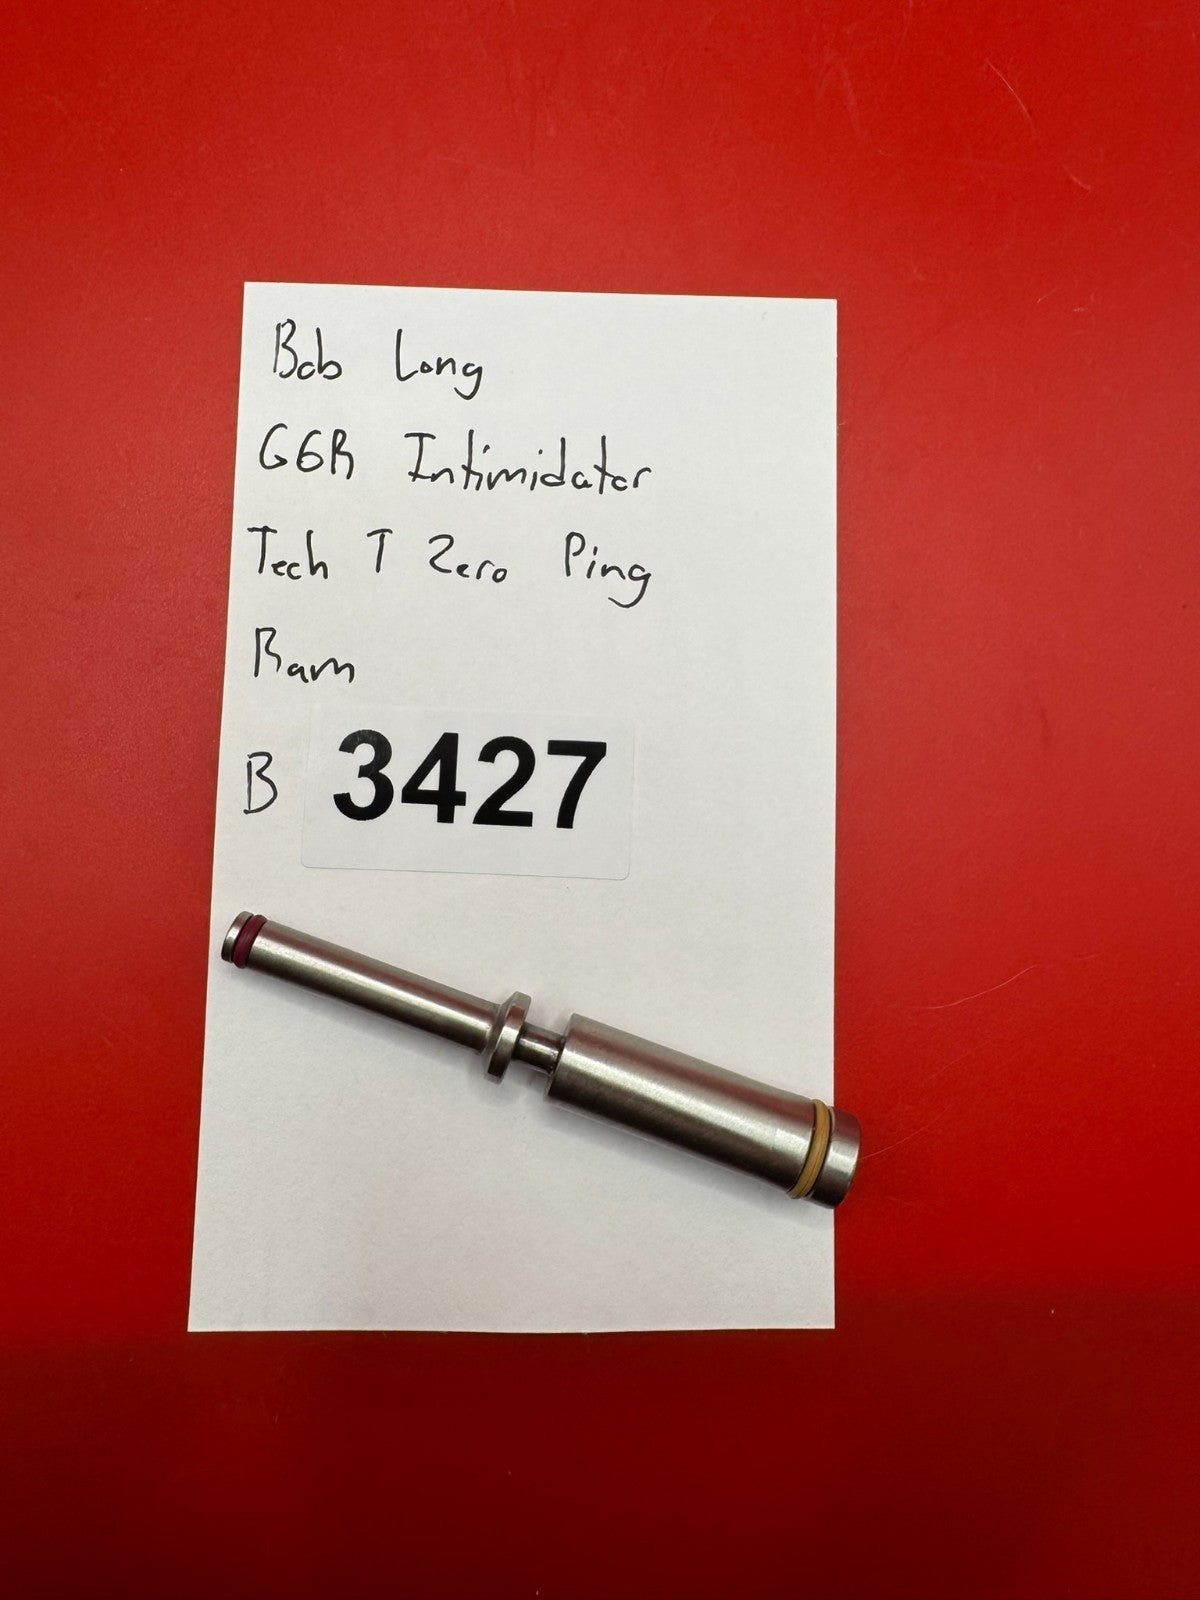 Bob Long
G6R Intimidator
Tech T Zero Ping
Ram
B 3427